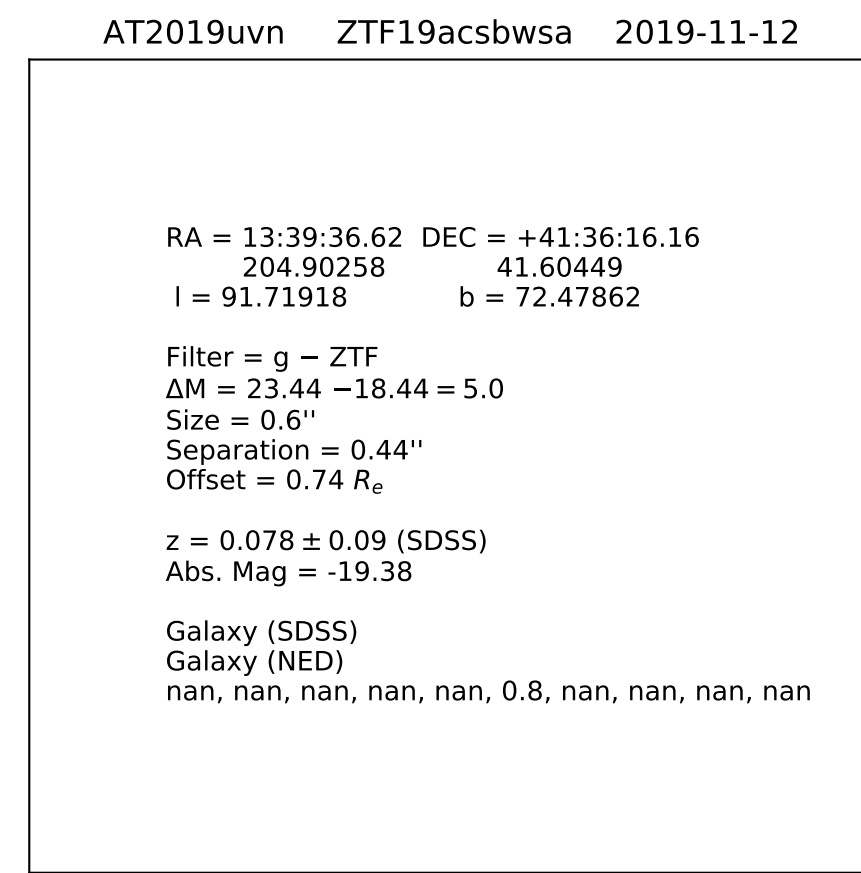 AT2019uvn ZTF19acsbwsa 2019-11-12
RA = 13:39:36.62 DEC = +41:36:16.16
204.90258 41.60449
l = 91.71918 b = 72.47862
Filter = g − ZTF
ΔM = 23.44 −18.44 = 5.0
Size = 0.6''
Separation = 0.44''
Offset = 0.74 Re
z = 0.078 ± 0.09 (SDSS)
Abs. Mag = -19.38
Galaxy (SDSS)
Galaxy (NED)
nan, nan, nan, nan, nan, 0.8, nan, nan, nan, nan